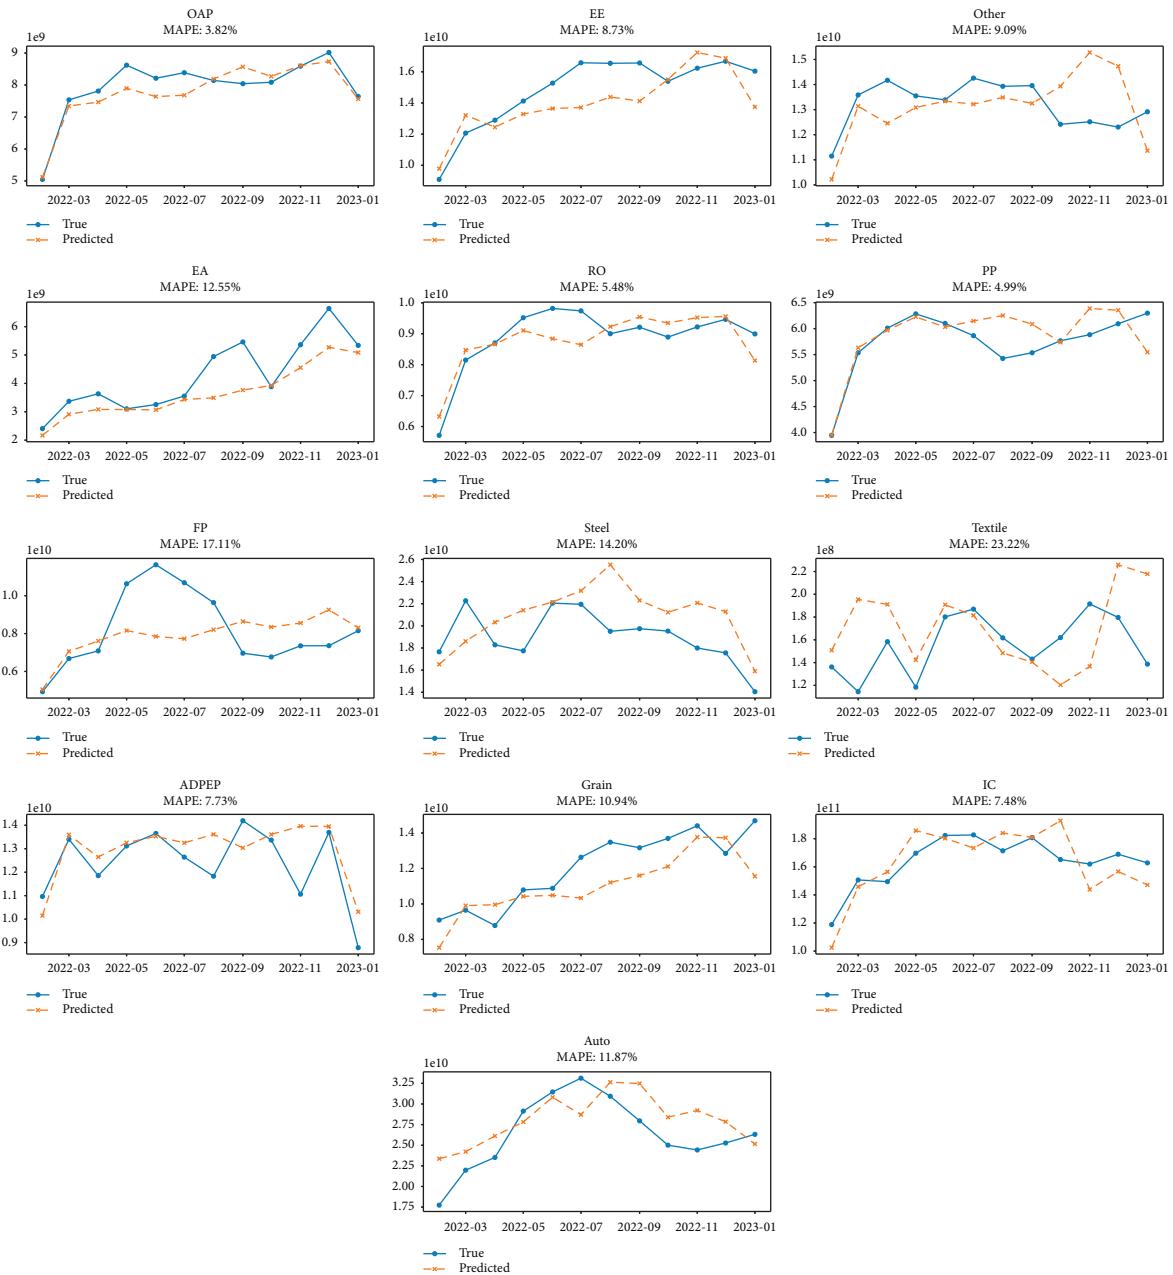 OAP
MAPE: 3.82%
1e9
9
8
7
6
5
2022-03 2022-05 2022-07 2022-09 2022-11 2023-01
True
Predicted
EE
MAPE: 8.73%
1e10
1.6
1.4
1.2
1.0
2022-03 2022-05 2022-07 2022-09 2022-11 2023-01
True
Predicted
Other
MAPE: 9.09%
1e10
1.5
1.4
1.3
1.2
1.1
1.0
2022-03 2022-05 2022-07 2022-09 2022-11 2023-01
True
Predicted
EA
MAPE: 12.55%
1e9
6
5
4
3
2
2022-03 2022-05 2022-07 2022-09 2022-11 2023-01
True
Predicted
RO
MAPE: 5.48%
1e10
1.0
0.9
0.8
0.7
0.6
2022-03 2022-05 2022-07 2022-09 2022-11 2023-01
True
Predicted
PP
MAPE: 4.99%
1e9
6.5
6.0
5.5
5.0
4.5
4.0
2022-03 2022-05 2022-07 2022-09 2022-11 2023-01
True
Predicted
FP
MAPE: 17.11%
1e10
1.0
0.8
0.6
2022-03 2022-05 2022-07 2022-09 2022-11 2023-01
True
Predicted
Steel
MAPE: 14.20%
1e10
2.6
2.4
2.2
2.0
1.8
1.6
1.4
2022-03 2022-05 2022-07 2022-09 2022-11 2023-01
True
Predicted
Textile
MAPE: 23.22%
1e8
2.2
2.0
1.8
1.6
1.4
1.2
2022-03 2022-05 2022-07 2022-09 2022-11 2023-01
True
Predicted
ADPEP
MAPE: 7.73%
1e10
1.4
1.3
1.2
1.1
1.0
0.9
2022-03 2022-05 2022-07 2022-09 2022-11 2023-01
True
Predicted
Grain
MAPE: 10.94%
1e10
1.4
1.2
1.0
0.8
2022-03 2022-05 2022-07 2022-09 2022-11 2023-01
True
Predicted
IC
MAPE: 7.48%
1e11
1.8
1.6
1.4
1.2
1.0
2022-03 2022-05 2022-07 2022-09 2022-11 2023-01
True
Predicted
Auto
MAPE: 11.87%
1e10
3.25
3.00
2.75
2.50
2.25
2.00
1.75
2022-03 2022-05 2022-07 2022-09 2022-11 2023-01
True
Predicted